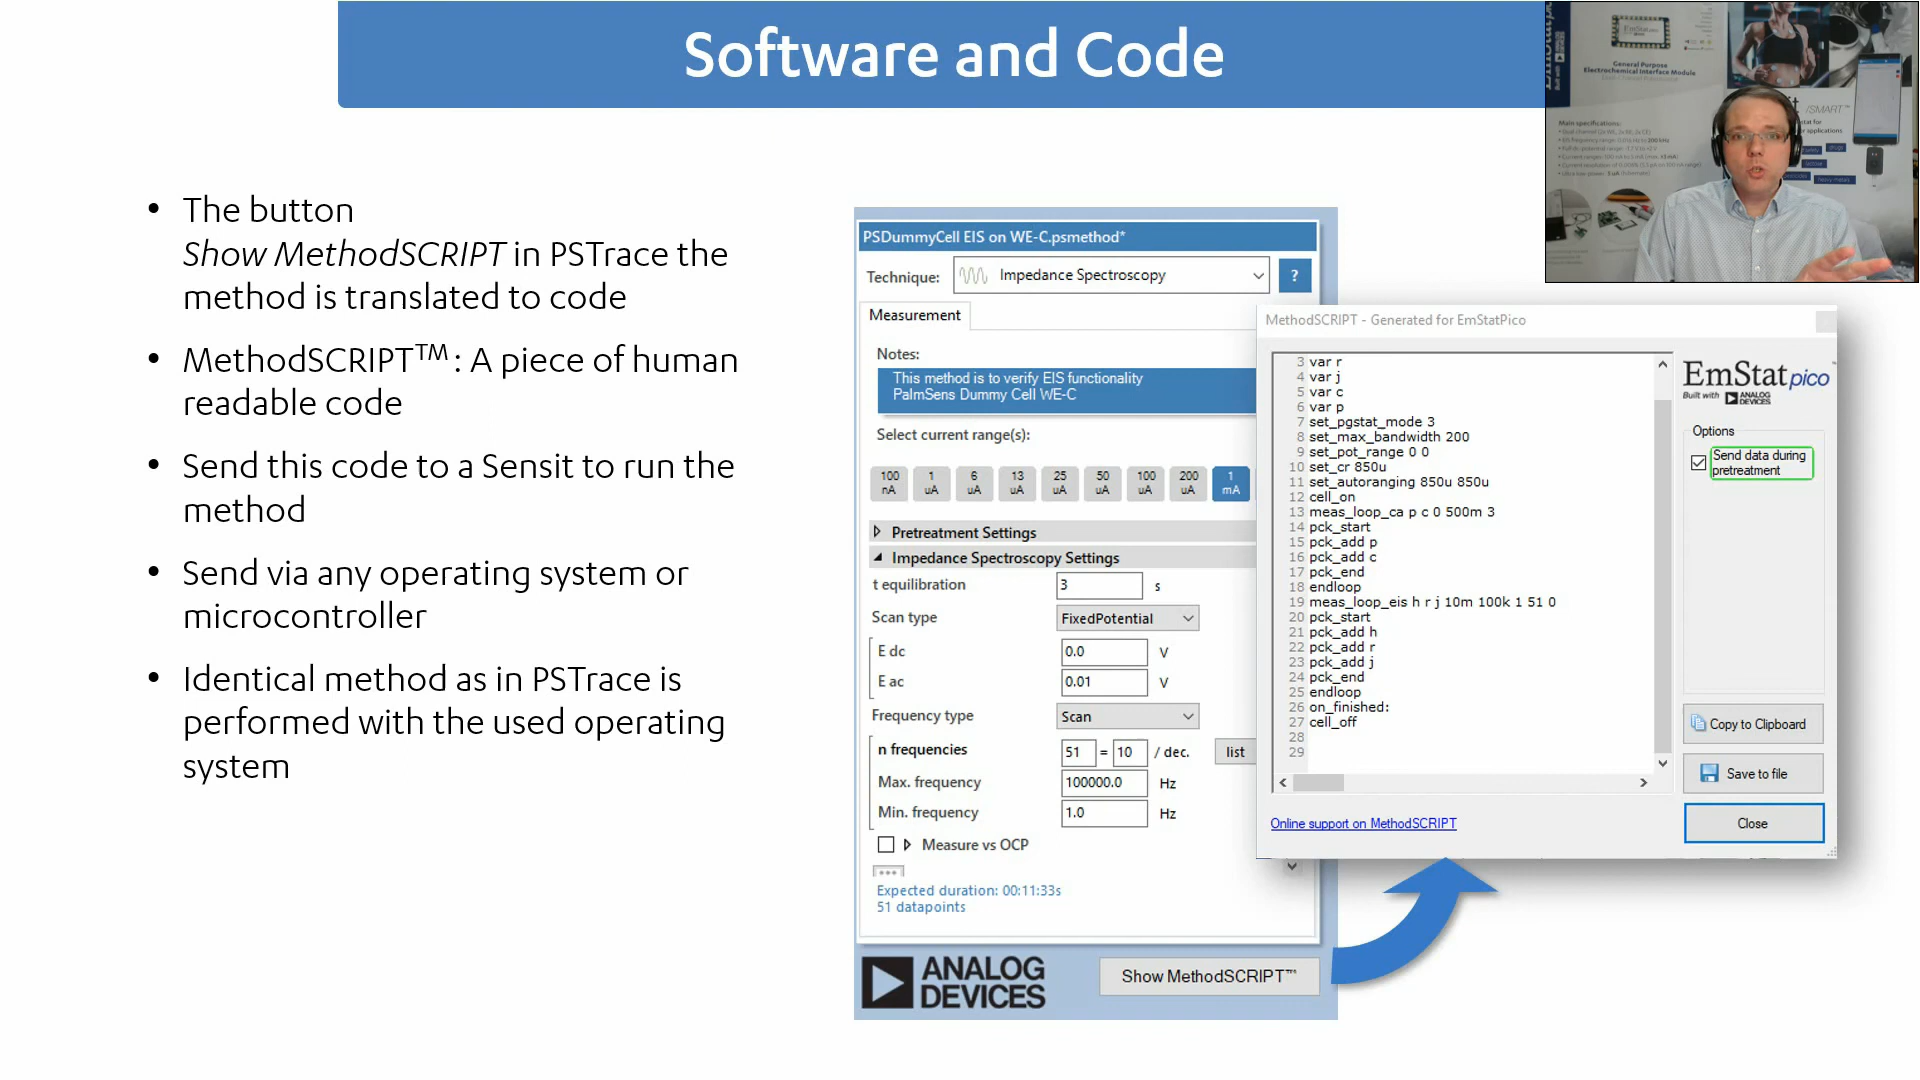 Software and Code
• The button
Show MethodSCRIPT in PSTrace the
method is translated to code
• MethodSCRIPT™: A piece of human
readable code
• Send this code to a Sensit to run the
method
• Send via any operating system or
microcontroller
• Identical method as in PSTrace is
performed with the used operating
system
PSDummyCell EIS on WE-C.psmethod*
Technique: Impedance Spectroscopy ?
Measurement
Notes:
This method is to verify EIS functionality
PalmSens Dummy Cell WE-C
Select current range(s):
100 nA 1 uA 6 uA 13 uA 25 uA 50 uA 100 uA 200 uA 1 mA
Pretreatment Settings
Impedance Spectroscopy Settings
t equilibration 3 s
Scan type FixedPotential
E dc 0.0 V
E ac 0.01 V
Frequency type Scan
n frequencies 51 = 10 / dec. list
Max. frequency 100000.0 Hz
Min. frequency 1.0 Hz
Measure vs OCP
...
Expected duration: 00:11:33s
51 datapoints
ANALOG
DEVICES
Show MethodSCRIPT™
MethodSCRIPT - Generated for EmStatPico
3 var r
4 var j
5 var c
6 var p
7 set_pgstat_mode 3
8 set_max_bandwidth 200
9 set_pot_range 0 0
10 set_cr 850u
11 set_autoranging 850u 850u
12 cell_on
13 meas_loop_ca p c 0 500m 3
14 pck_start
15 pck_add p
16 pck_add c
17 pck_end
18 endloop
19 meas_loop_eis h r j 10m 100k 1 51 0
20 pck_start
21 pck_add h
22 pck_add r
23 pck_add j
24 pck_end
25 endloop
26 on_finished:
27 cell_off
28
29
Online support on MethodSCRIPT
EmStat pico
Built with ANALOG DEVICES
Options
Send data during
pretreatment
Copy to Clipboard
Save to file
Close
General Purpose
Electrochemical Interface Module
Main specifications:
/SMART™